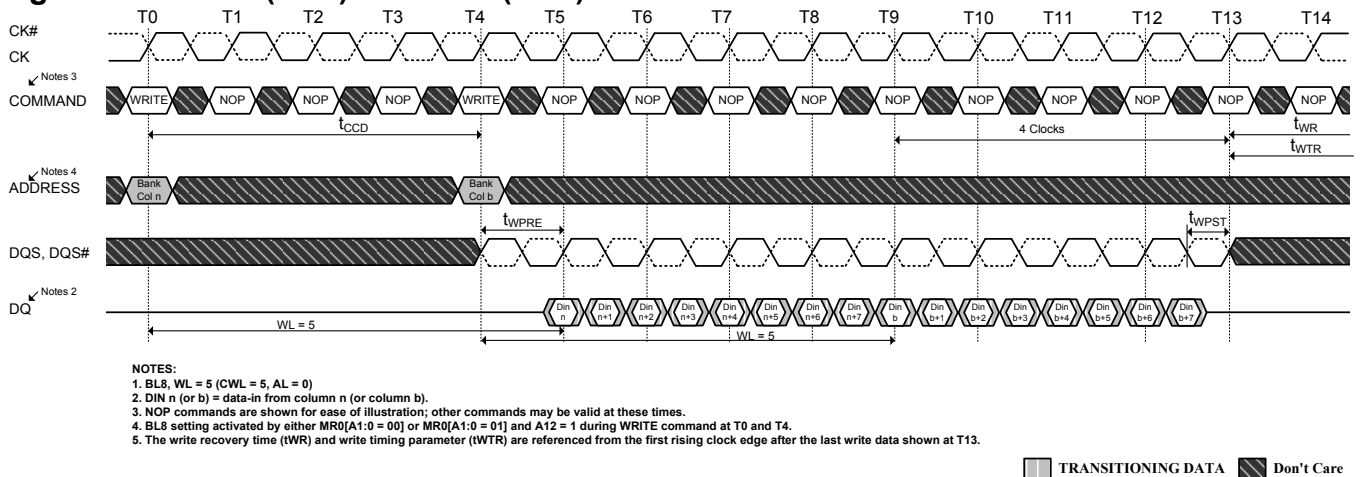 T0 T1 T2 T3 T4 T5 T6 T7 T8 T9 T10 T11 T12 T13 T14
CK#
CK
Notes 3
COMMAND WRITE NOP NOP NOP WRITE NOP NOP NOP NOP NOP NOP NOP NOP NOP NOP
tCCD 4 Clocks tWR
tWTR
Notes 4
ADDRESS Bank Col n Bank Col b
tWPRE tWPST
DQS, DQS#
Notes 2
DQ Din n Din n+1 Din n+2 Din n+3 Din n+4 Din n+5 Din n+6 Din n+7 Din b Din b+1 Din b+2 Din b+3 Din b+4 Din b+5 Din b+6 Din b+7
WL = 5 WL = 5
NOTES:
1. BL8, WL = 5 (CWL = 5, AL = 0)
2. DIN n (or b) = data-in from column n (or column b).
3. NOP commands are shown for ease of illustration; other commands may be valid at these times.
4. BL8 setting activated by either MR0[A1:0 = 00] or MR0[A1:0 = 01] and A12 = 1 during WRITE command at T0 and T4.
5. The write recovery time (tWR) and write timing parameter (tWTR) are referenced from the first rising clock edge after the last write data shown at T13.
TRANSITIONING DATA Don't Care